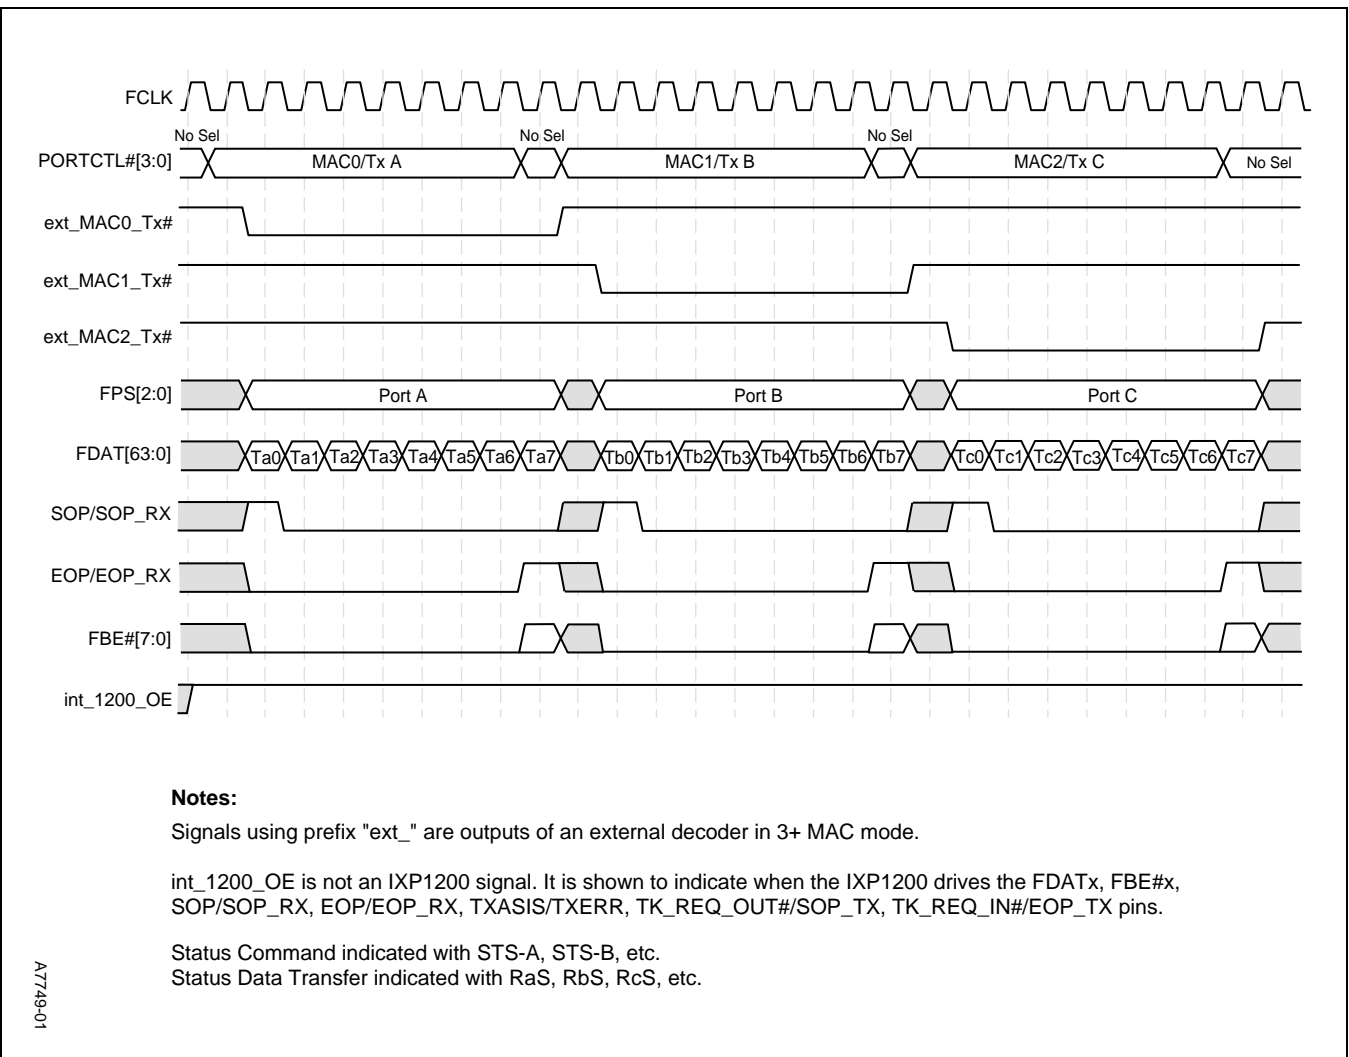 FCLK
No Sel No Sel No Sel
PORTCTL#[3:0] MAC0/Tx A MAC1/Tx B MAC2/Tx C No Sel
ext_MAC0_Tx#
ext_MAC1_Tx#
ext_MAC2_Tx#
FPS[2:0] Port A Port B Port C
FDAT[63:0] Ta0 Ta1 Ta2 Ta3 Ta4 Ta5 Ta6 Ta7 Tb0 Tb1 Tb2 Tb3 Tb4 Tb5 Tb6 Tb7 Tc0 Tc1 Tc2 Tc3 Tc4 Tc5 Tc6 Tc7
SOP/SOP_RX
EOP/EOP_RX
FBE#[7:0]
int_1200_OE
Notes:
Signals using prefix "ext_" are outputs of an external decoder in 3+ MAC mode.
int_1200_OE is not an IXP1200 signal. It is shown to indicate when the IXP1200 drives the FDATx, FBE#x,
SOP/SOP_RX, EOP/EOP_RX, TXASIS/TXERR, TK_REQ_OUT#/SOP_TX, TK_REQ_IN#/EOP_TX pins.
Status Command indicated with STS-A, STS-B, etc.
Status Data Transfer indicated with RaS, RbS, RcS, etc.
A7749-01